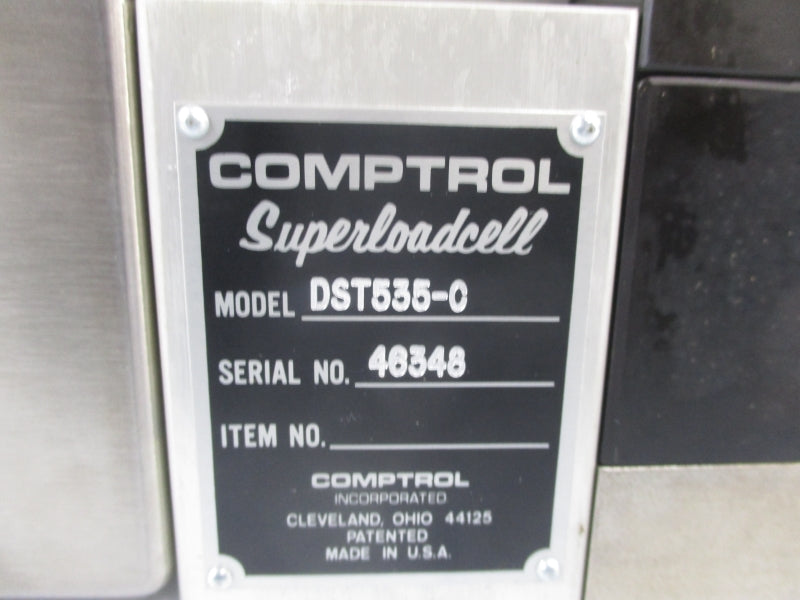 COMPTROL
Superloadcell
MODEL DST535-C
SERIAL NO. 46348
ITEM NO.
COMPTROL
INCORPORATED
CLEVELAND, OHIO 44125
PATENTED
MADE IN U.S.A.